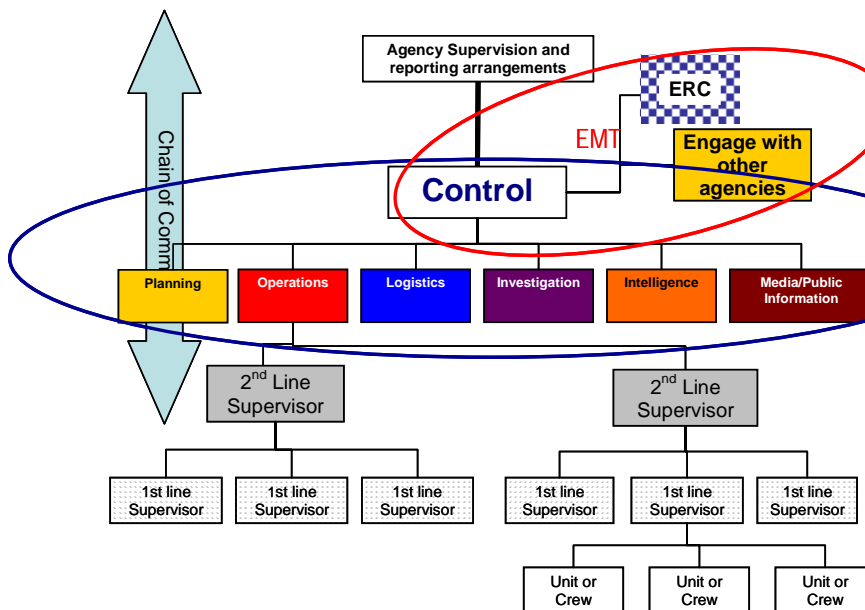 Agency Supervision and
reporting arrangements
ERC
EMT
Engage with
other
agencies
Control
Chain of Comm
Planning
Operations
Logistics
Investigation
Intelligence
Media/Public
Information
2nd Line
Supervisor
2nd Line
Supervisor
1st line
Supervisor
1st line
Supervisor
1st line
Supervisor
1st line
Supervisor
1st line
Supervisor
1st line
Supervisor
Unit or
Crew
Unit or
Crew
Unit or
Crew